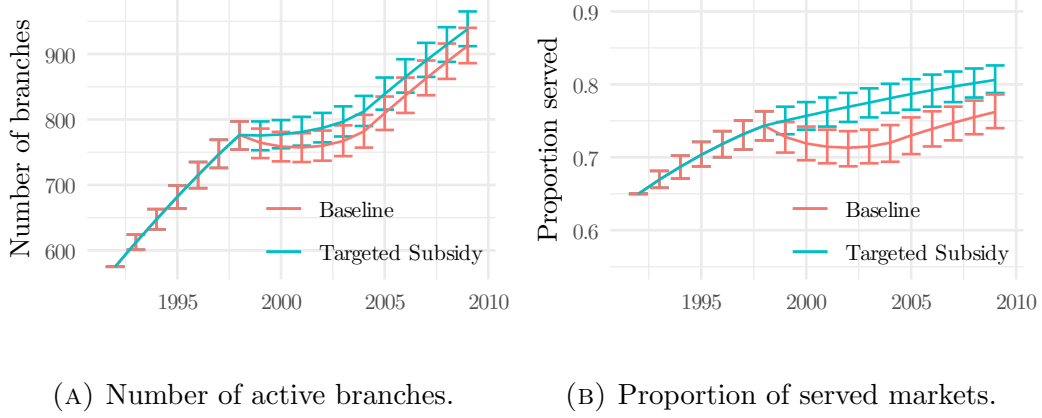 Number of branches
900
800
700
600
Baseline
Targeted Subsidy
1995
2000
2005
2010
(A) Number of active branches.
Proportion served
0.9
0.8
0.7
0.6
Baseline
Targeted Subsidy
1995
2000
2005
2010
(B) Proportion of served markets.